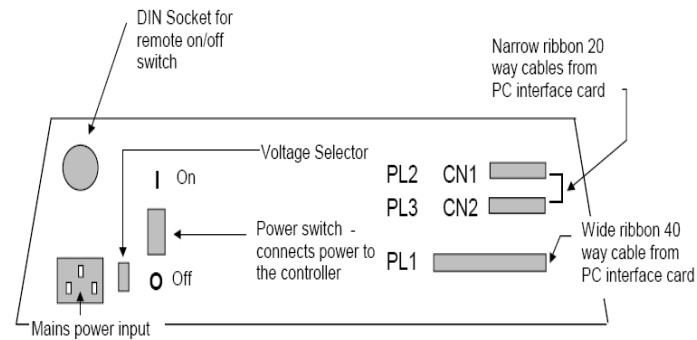 DIN Socket for
remote on/off
switch
Narrow ribbon 20
way cables from
PC interface card
Voltage Selector
On
PL2 CN1
PL3 CN2
Power switch -
connects power to
the controller
Wide ribbon 40
way cable from
PC interface card
PL1
Off
Mains power input